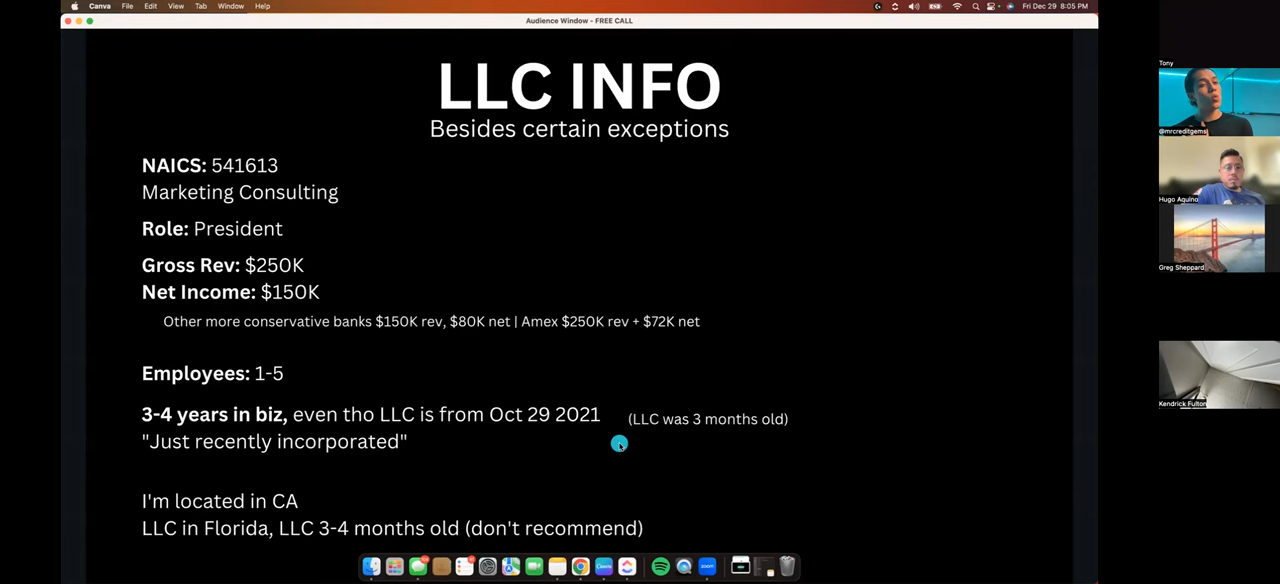 Canva File Edit View Tab Window Help
Fri Dec 29 8:05 PM
Audience Window - FREE CALL
LLC INFO
Besides certain exceptions
NAICS: 541613
Marketing Consulting
Role: President
Gross Rev: $250K
Net Income: $150K
Other more conservative banks $150K rev, $80K net | Amex $250K rev + $72K net
Employees: 1-5
3-4 years in biz, even tho LLC is from Oct 29 2021 (LLC was 3 months old)
"Just recently incorporated"
I'm located in CA
LLC in Florida, LLC 3-4 months old (don't recommend)
Tony
@mrcreditgems
Hugo Aquino
Greg Sheppard
Kendrick Fulton
zoom